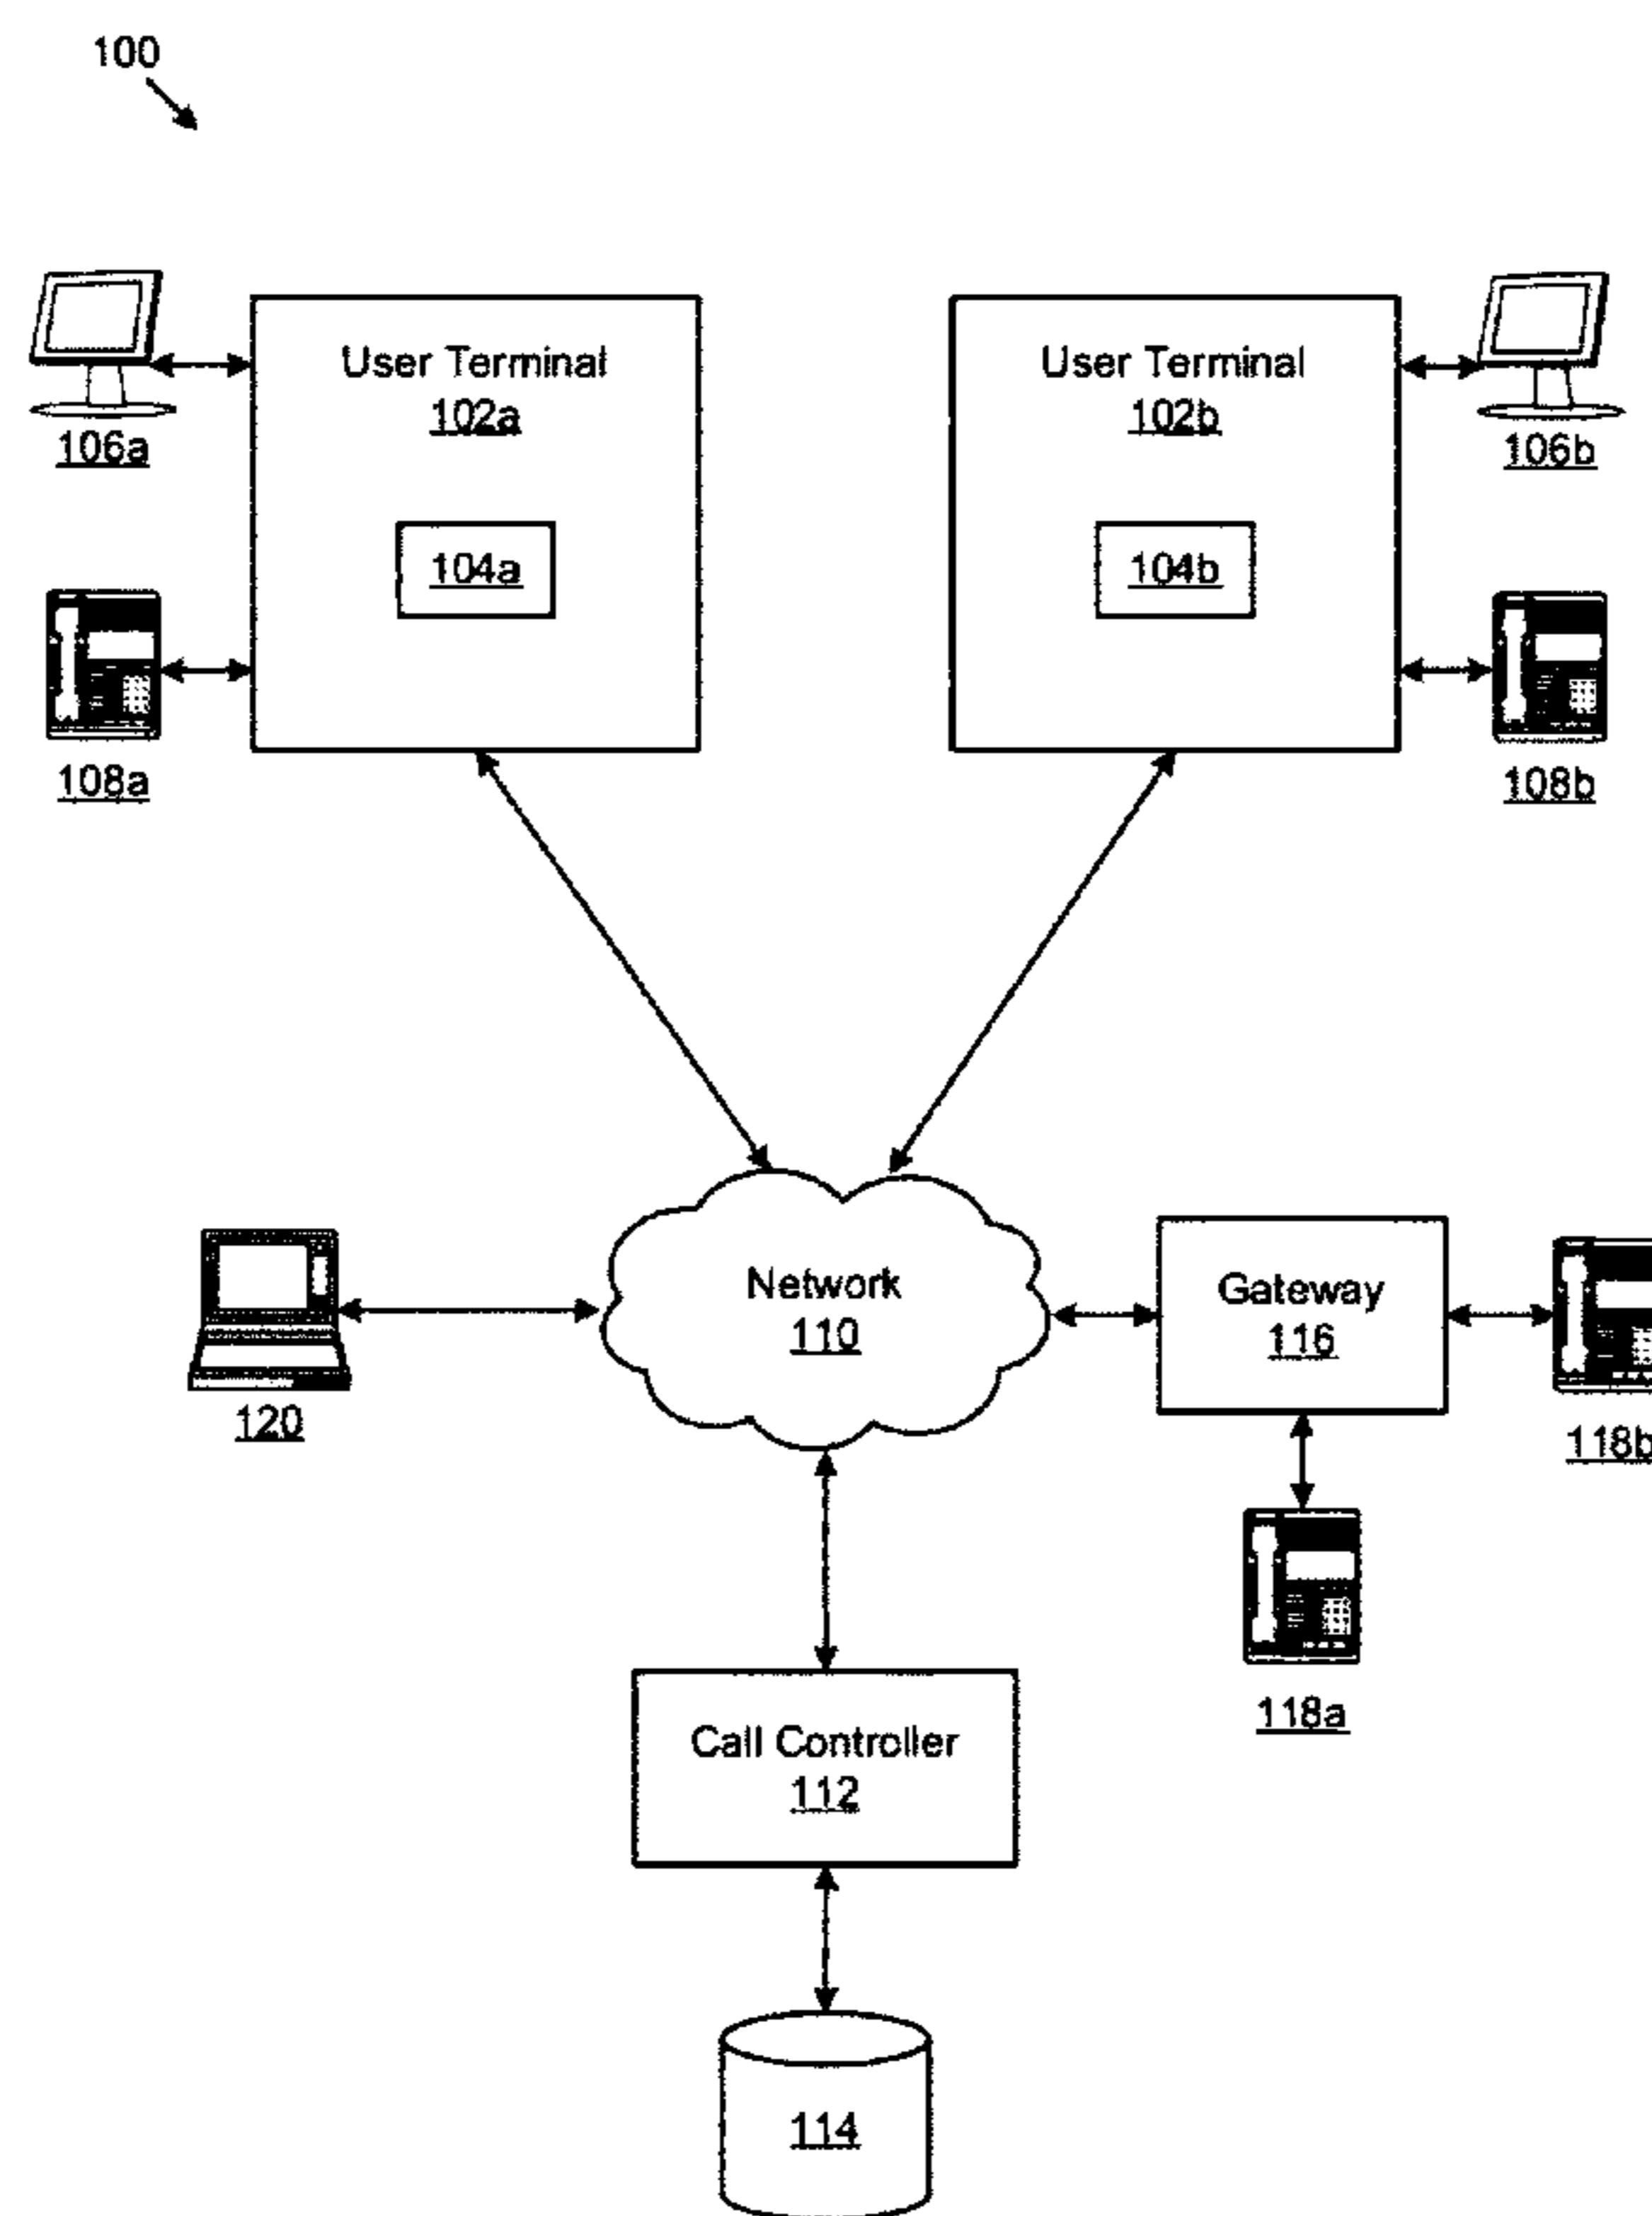 100
User Terminal
102a
User Terminal
102b
106a
106b
104a
104b
108a
108b
Network
110
Gateway
116
120
118b
118a
Call Controller
112
114